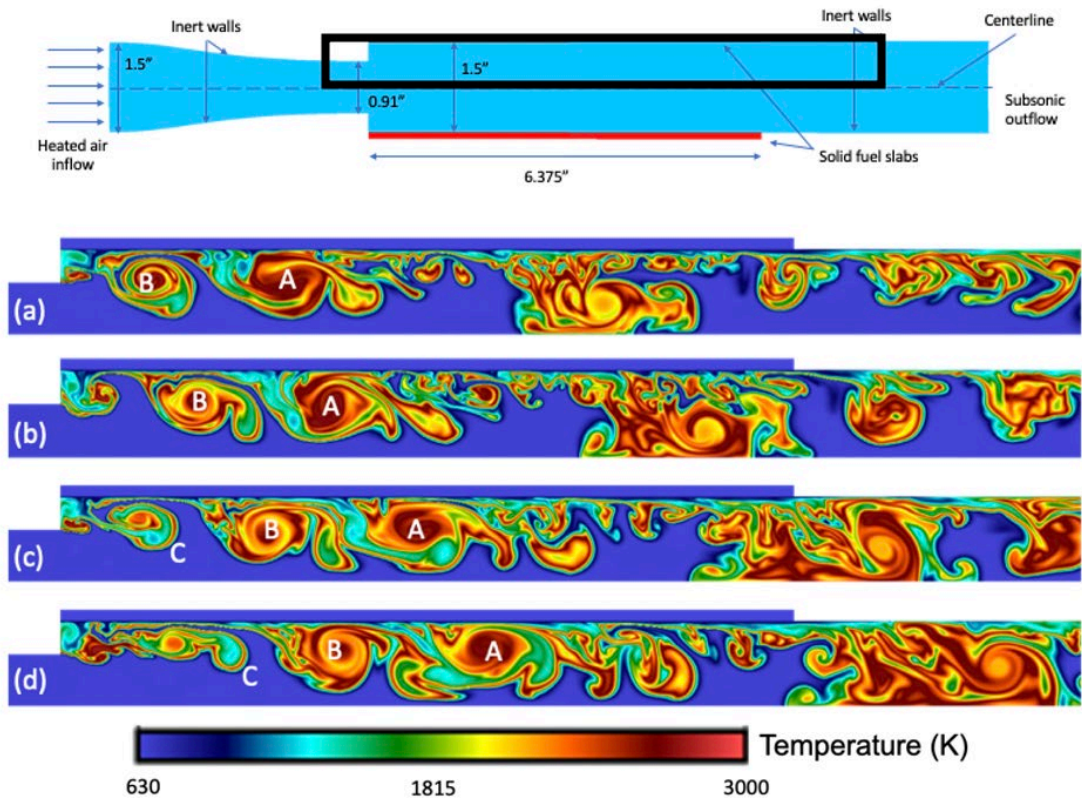 Inert walls
Inert walls
Centerline
1.5”
1.5”
0.91”
Subsonic
outflow
Heated air
inflow
Solid fuel slabs
6.375”
B
A
(a)
B
A
(b)
B
A
C
(c)
B
A
C
(d)
Temperature (K)
630
1815
3000